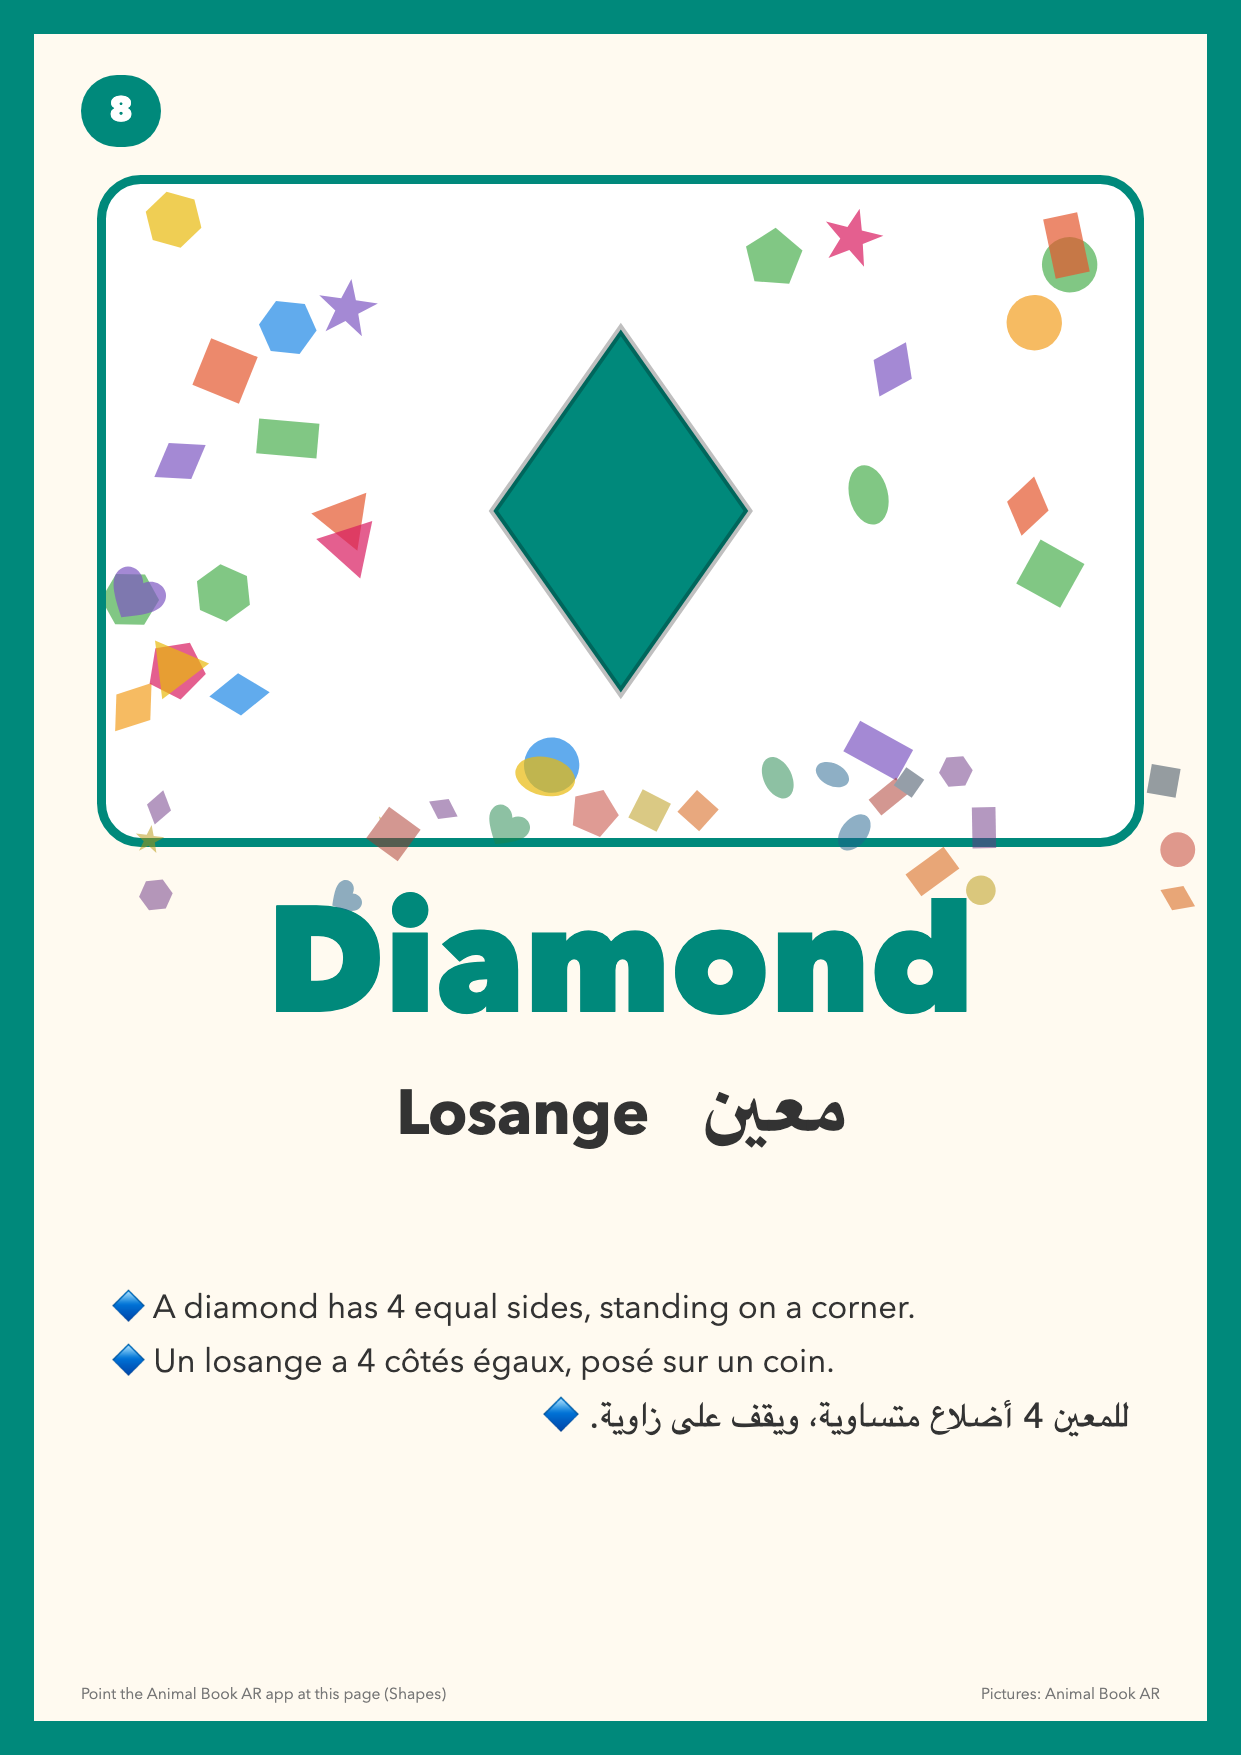 8
Diamond
Losange معين
🔷 A diamond has 4 equal sides, standing on a corner.
🔷 Un losange a 4 côtés égaux, posé sur un coin.
للمعين 4 أضلاع متساوية، ويقف على زاوية. 🔷
Point the Animal Book AR app at this page (Shapes)
Pictures: Animal Book AR